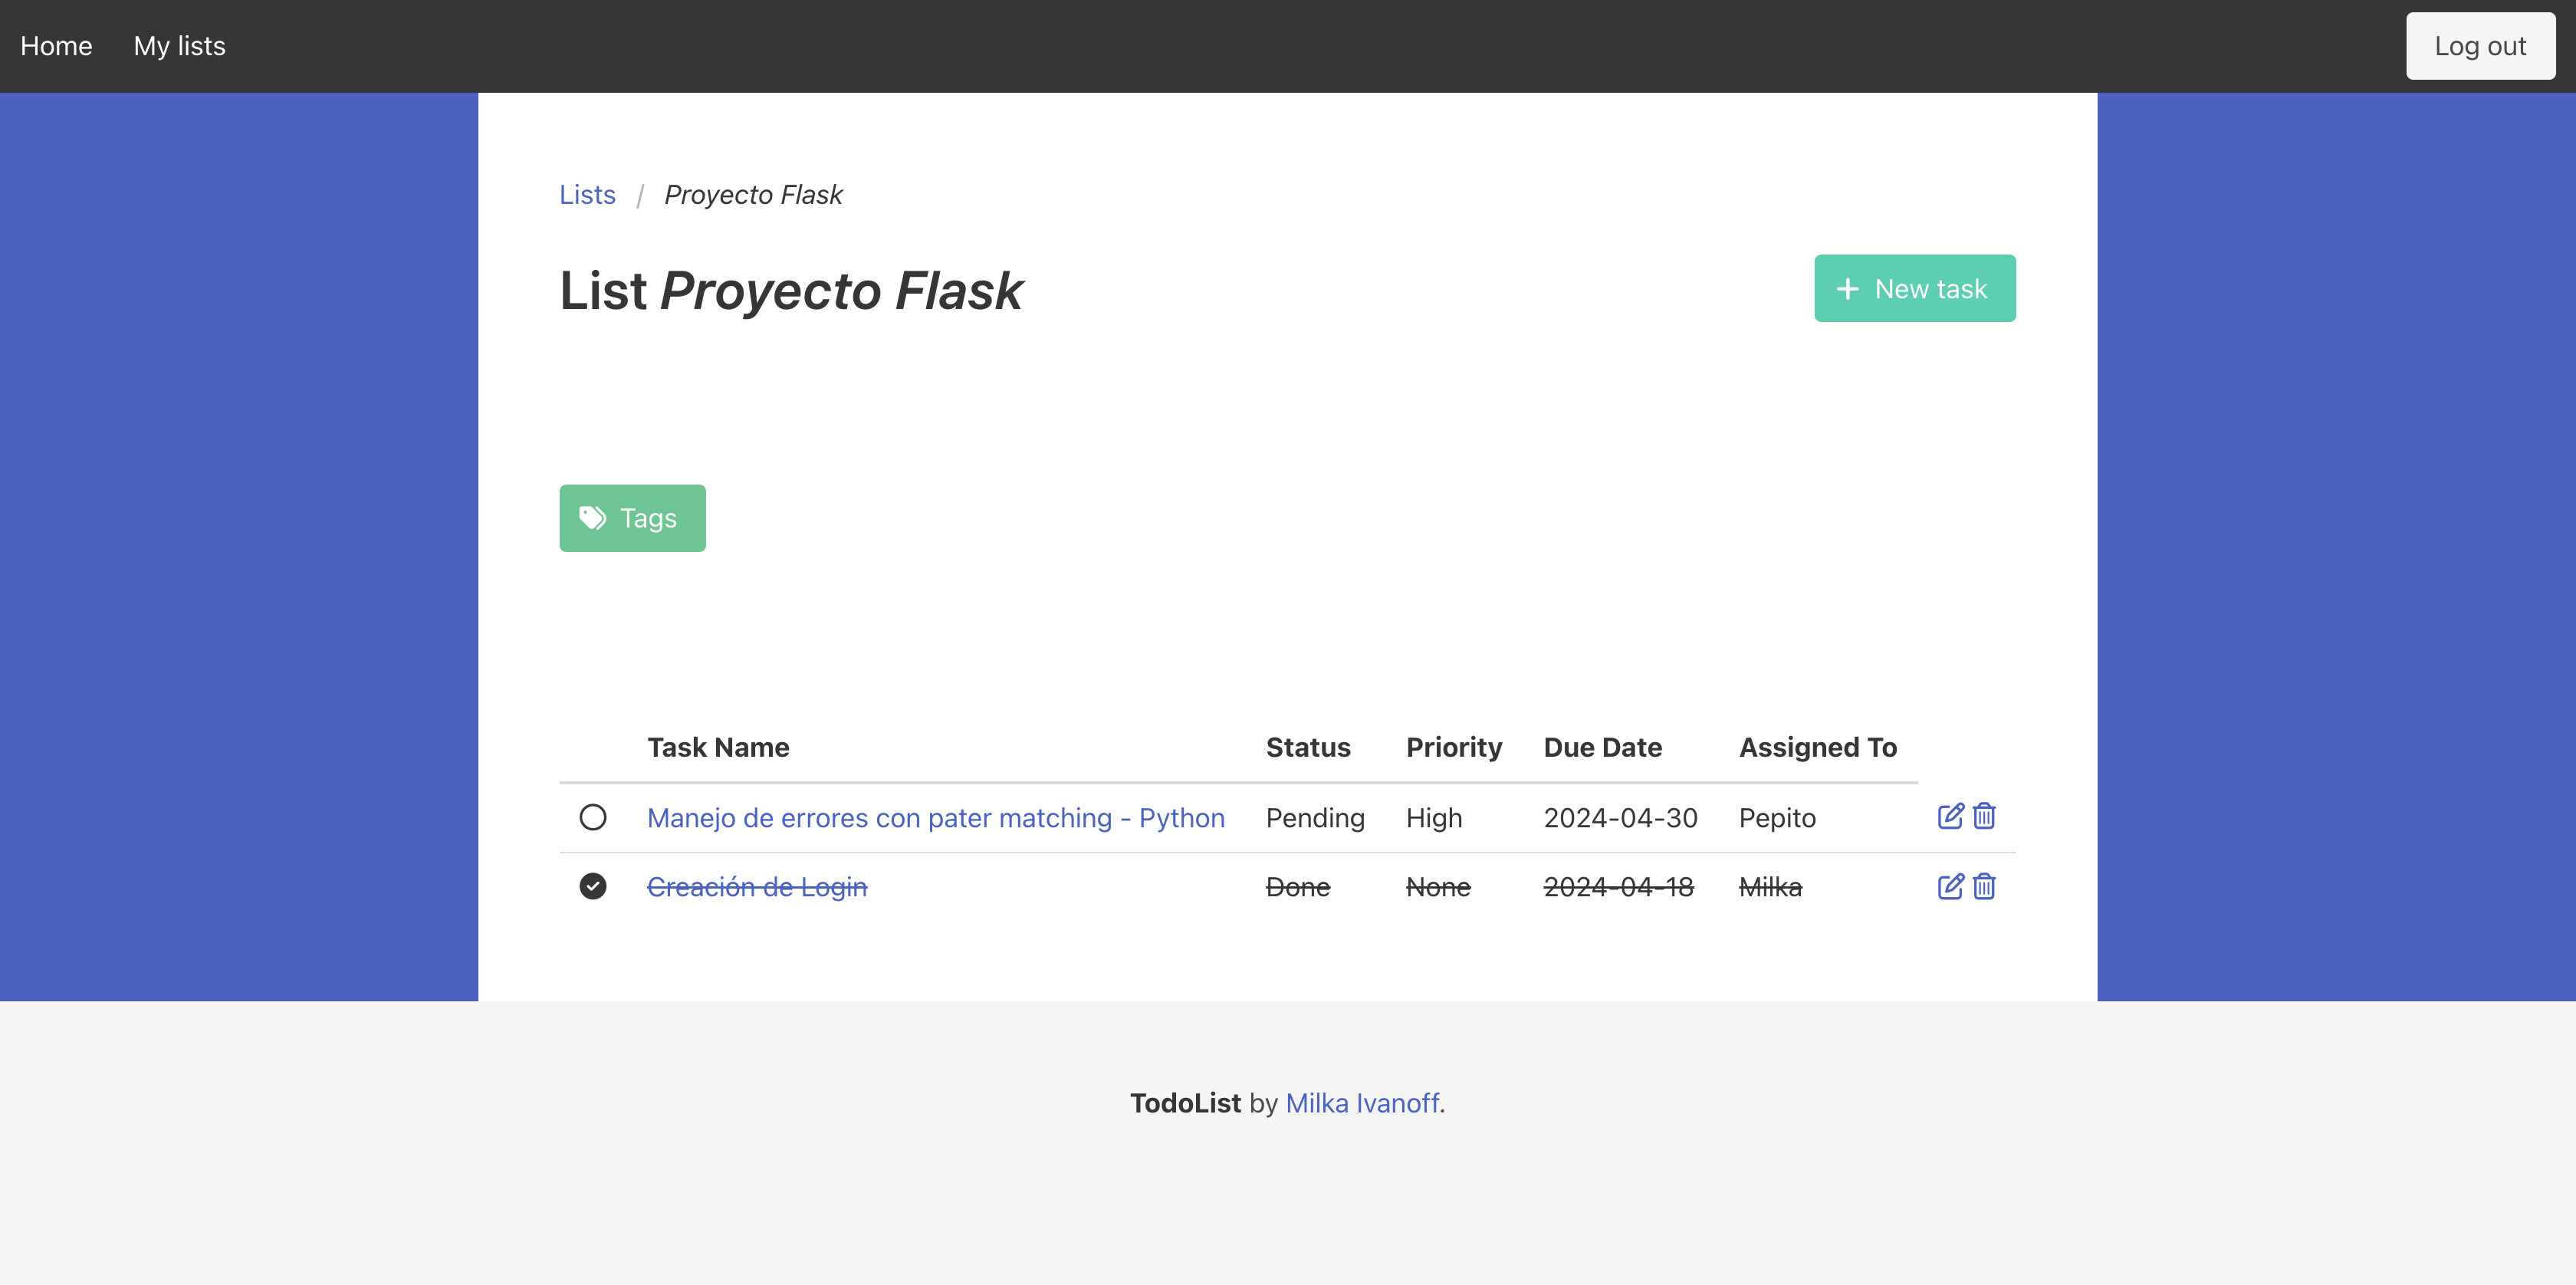 Home My lists Log out
Lists / Proyecto Flask
List Proyecto Flask
New task
Tags
Task Name Status Priority Due Date Assigned To
Manejo de errores con pater matching - Python Pending High 2024-04-30 Pepito
Creación de Login Done None 2024-04-18 Milka
TodoList by Milka Ivanoff.